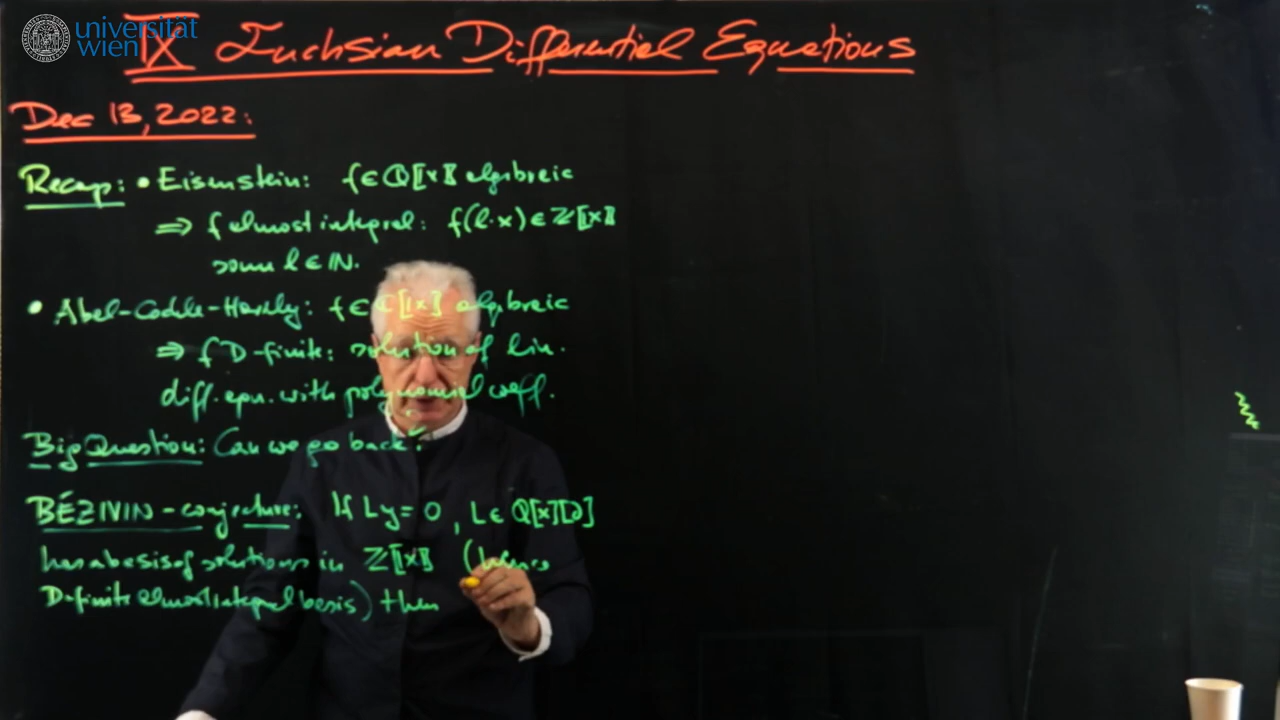 universität
wien
IX Fuchsian Differential Equations
Dec 13, 2022:
Recap: • Eisenstein: f∈ℚ⟦x⟧ algebraic
⇒ f almost integral: f(l·x)∈ℤ⟦x⟧
some l∈ℕ.
• Abel-Cockle-Harley: f∈ℂ⟦x⟧ algebraic
⇒ f D-finite: solution of lin.
diff. eqn. with polynomial coeff.
Big Question: Can we go back?
BÉZIVIN-conjecture: If Ly=0, L∈ℚ[x][∂]
has a basis of solutions in ℤ⟦x⟧ (hence
D-finite almost integral basis) then